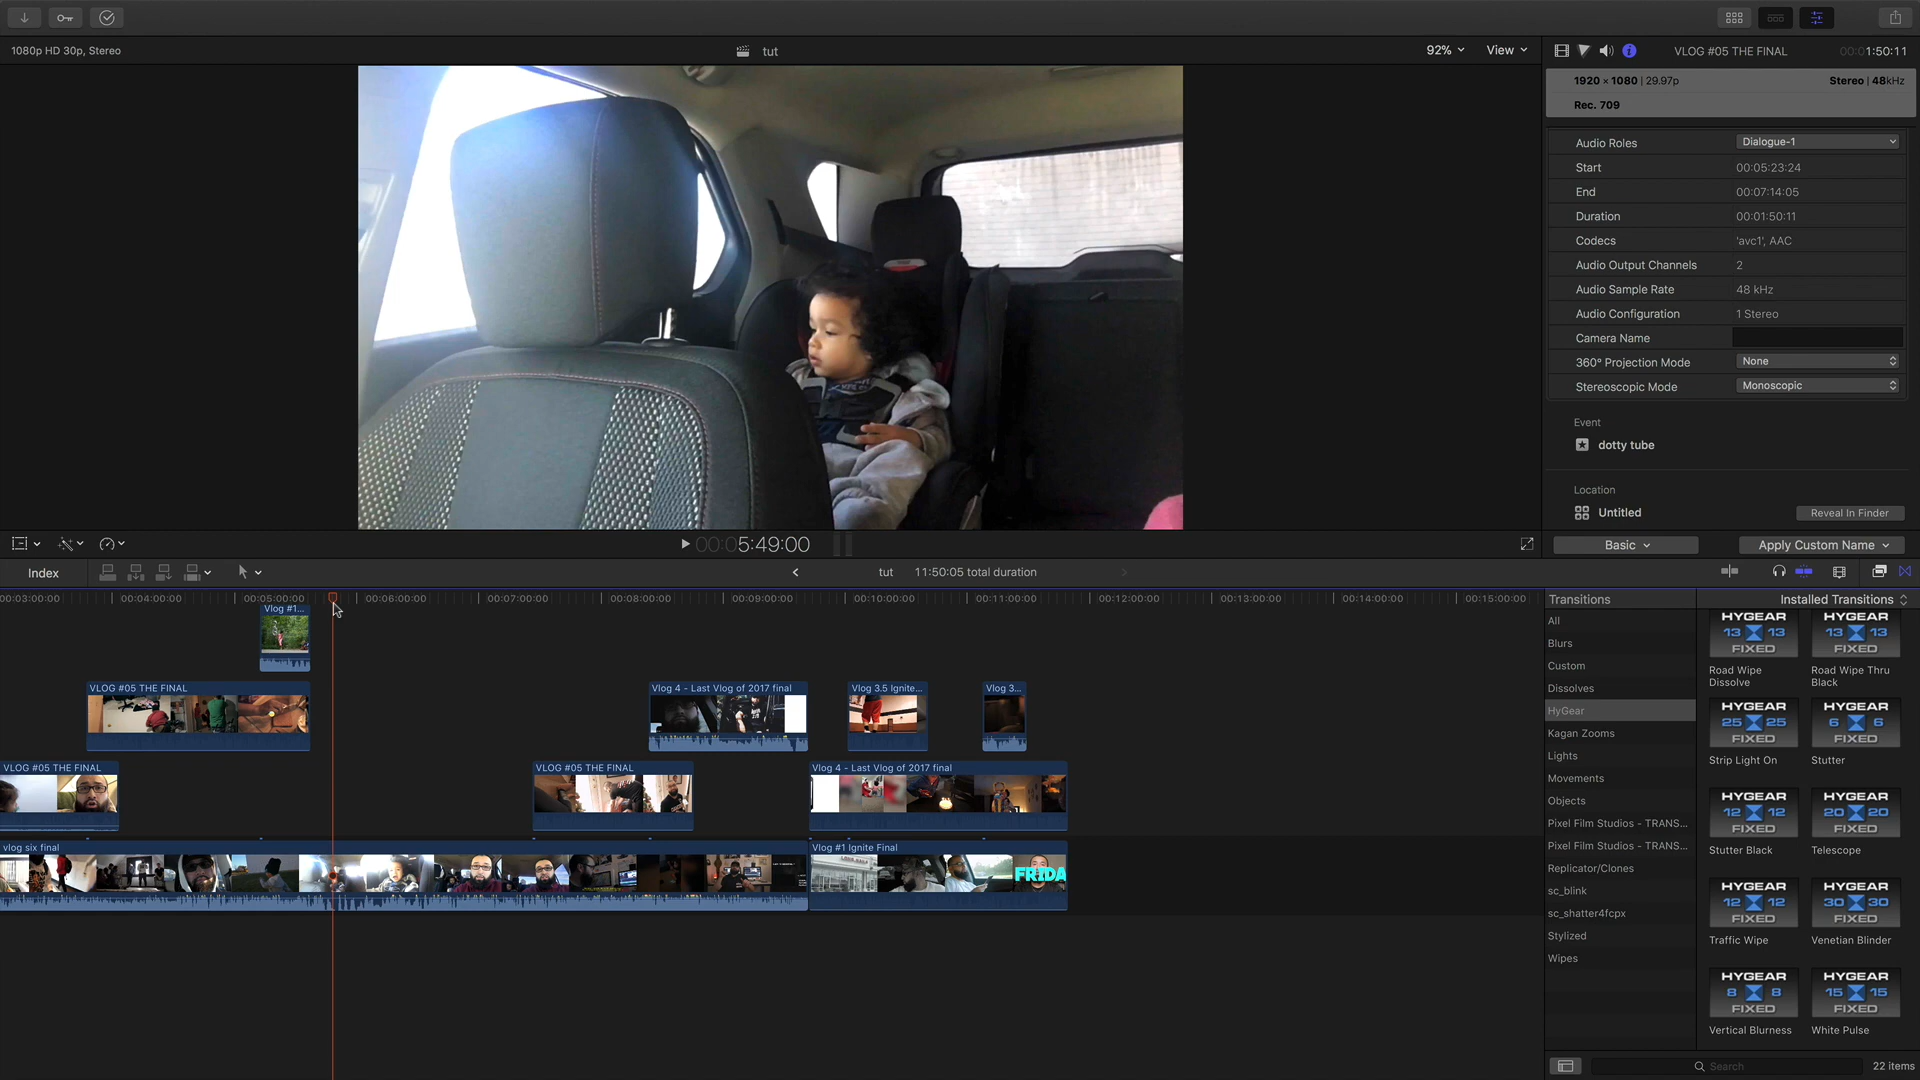 1080p HD 30p, Stereo
tut
92%
View
VLOG #05 THE FINAL
00:01:50:11
1920 × 1080 | 29.97p
Stereo | 48kHz
Rec. 709
Audio Roles
Dialogue-1
Start
00:05:23:24
End
00:07:14:05
Duration
00:01:50:11
Codecs
'avc1', AAC
Audio Output Channels
2
Audio Sample Rate
48 kHz
Audio Configuration
1 Stereo
Camera Name
360° Projection Mode
None
Stereoscopic Mode
Monoscopic
Event
dotty tube
Location
Untitled
Reveal In Finder
00:005:49:00
Basic
Apply Custom Name
Index
tut
11:50:05 total duration
00:03:00:00
00:04:00:00
00:05:00:00
00:06:00:00
00:07:00:00
00:08:00:00
00:09:00:00
00:10:00:00
00:11:00:00
00:12:00:00
00:13:00:00
00:14:00:00
00:15:00:00
Vlog #1...
VLOG #05 THE FINAL
Vlog 4 - Last Vlog of 2017 final
Vlog 3.5 Ignite...
Vlog 3...
VLOG #05 THE FINAL
VLOG #05 THE FINAL
Vlog 4 - Last Vlog of 2017 final
vlog six final
Vlog #1 Ignite Final
FRIDA
Transitions
Installed Transitions
All
Blurs
Custom
Dissolves
HyGear
Kagan Zooms
Lights
Movements
Objects
Pixel Film Studios - TRANS...
Pixel Film Studios - TRANS...
Replicator/Clones
sc_blink
sc_shatter4fcpx
Stylized
Wipes
HYGEAR
13 13
FIXED
Road Wipe Dissolve
HYGEAR
13 13
FIXED
Road Wipe Thru Black
HYGEAR
25 25
FIXED
Strip Light On
HYGEAR
6 6
FIXED
Stutter
HYGEAR
12 12
FIXED
Stutter Black
HYGEAR
20 20
FIXED
Telescope
HYGEAR
12 12
FIXED
Traffic Wipe
HYGEAR
30 30
FIXED
Venetian Blinder
HYGEAR
8 8
FIXED
Vertical Blurness
HYGEAR
15 15
FIXED
White Pulse
Search
22 items